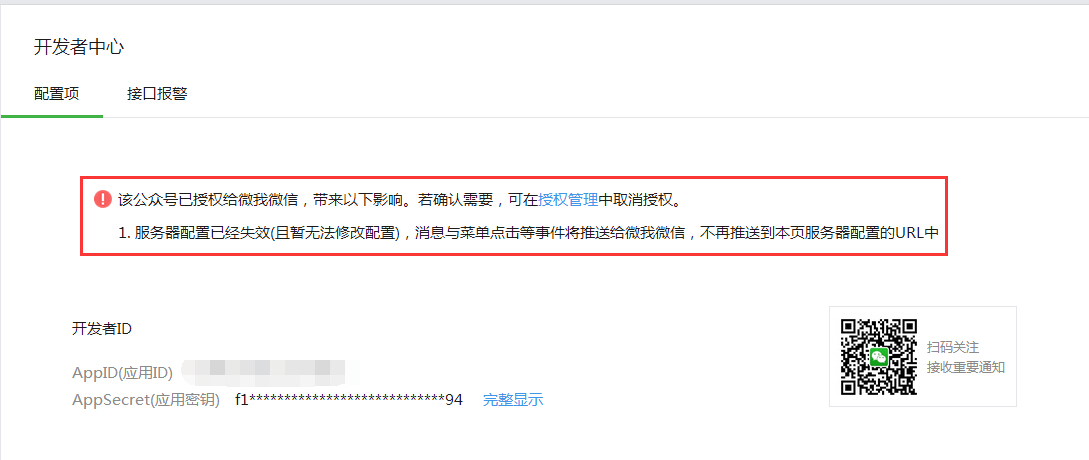 开发者中心
配置项 接口报警
该公众号已授权给微我微信，带来以下影响。若确认需要，可在授权管理中取消授权。
1. 服务器配置已经失效(且暂无法修改配置)，消息与菜单点击等事件将推送给微我微信，不再推送到本页服务器配置的URL中
开发者ID
AppID(应用ID)
AppSecret(应用密钥) f1****************************94 完整显示
扫码关注
接收重要通知